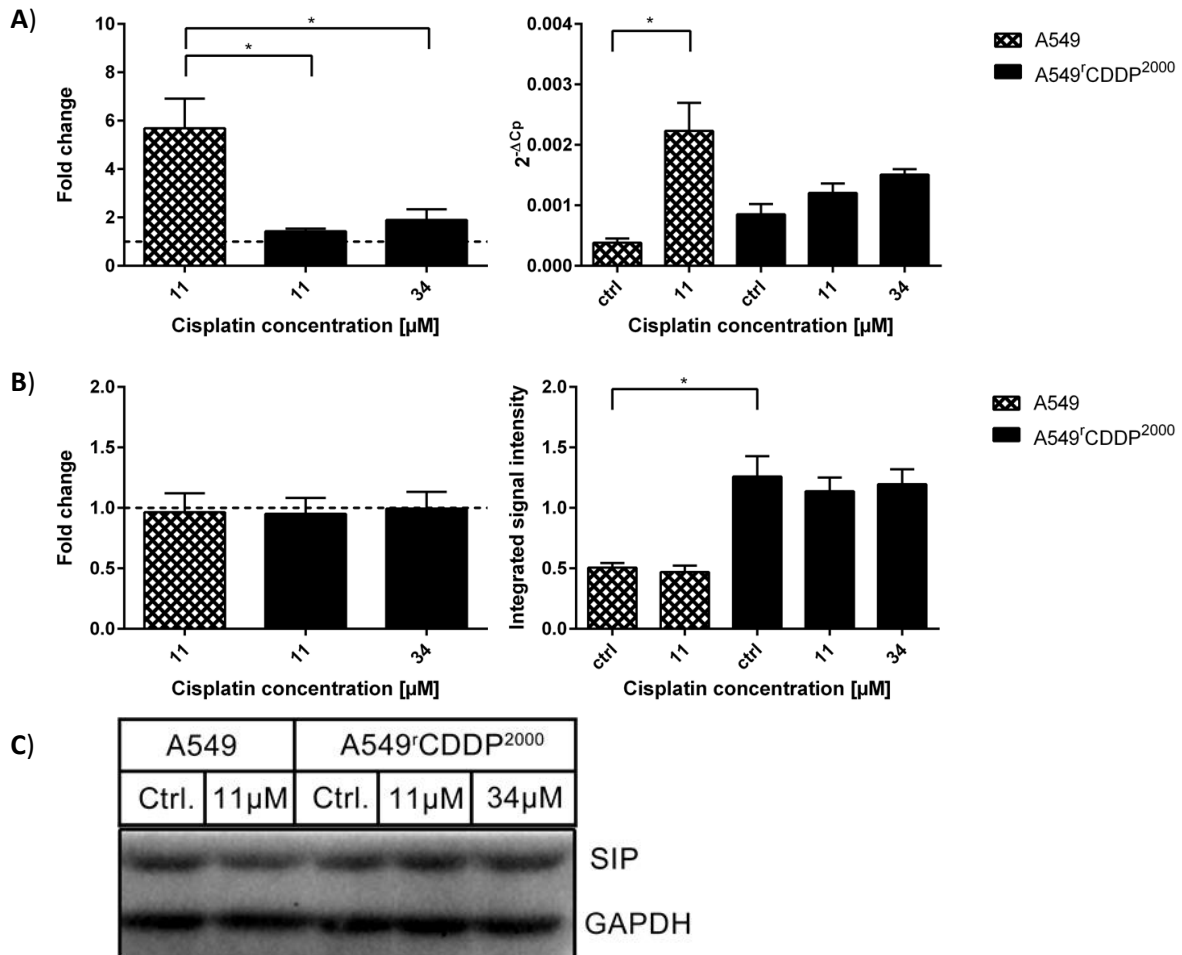 A)
10
8
6
4
2
0
Fold change
*
*
11
11
34
Cisplatin concentration [µM]
0.004
0.003
0.002
0.001
0.000
2^-ΔCp
*
ctrl
11
ctrl
11
34
Cisplatin concentration [µM]
A549
A549ʳCDDP²⁰⁰⁰
B)
2.0
1.5
1.0
0.5
0.0
Fold change
11
11
34
Cisplatin concentration [µM]
2.0
1.5
1.0
0.5
0.0
Integrated signal intensity
*
ctrl
11
ctrl
11
34
Cisplatin concentration [µM]
A549
A549ʳCDDP²⁰⁰⁰
C)
A549 A549ʳCDDP²⁰⁰⁰
Ctrl. 11µM Ctrl. 11µM 34µM
SIP
GAPDH